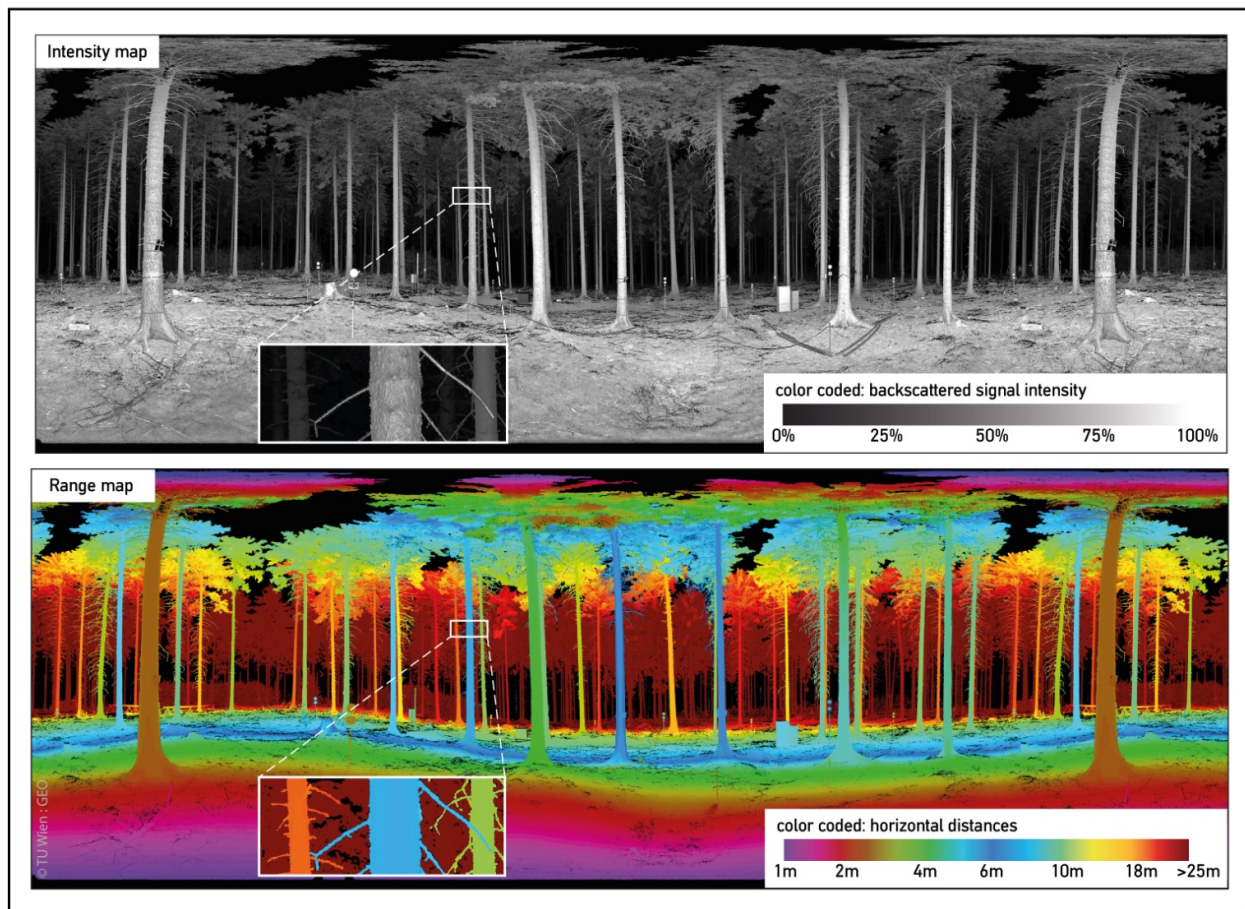 Intensity map
color coded: backscattered signal intensity
0% 25% 50% 75% 100%
Range map
© TU Wien : GEO
color coded: horizontal distances
1m 2m 4m 6m 10m 18m >25m